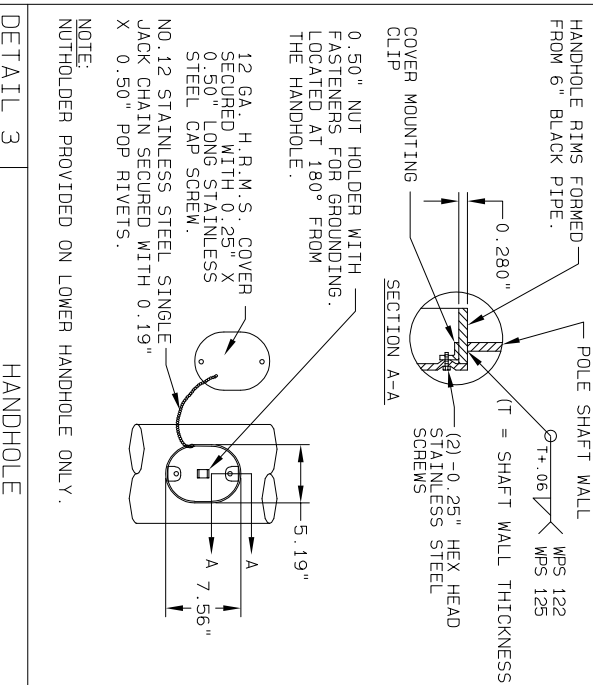 HANDHOLE RIMS FORMED
FROM 6" BLACK PIPE.
POLE SHAFT WALL
0.280"
T+.06
WPS 122
WPS 125
(T = SHAFT WALL THICKNESS
COVER MOUNTING
CLIP
(2)-0.25" HEX HEAD
STAINLESS STEEL
SCREWS
SECTION A-A
0.50" NUT HOLDER WITH
FASTENERS FOR GROUNDING.
LOCATED AT 180° FROM
THE HANDHOLE.
12 GA. H.R.M.S. COVER
SECURED WITH 0.25" X
0.50" LONG STAINLESS
STEEL CAP SCREW.
NO.12 STAINLESS STEEL SINGLE
JACK CHAIN SECURED WITH 0.19"
X 0.50" POP RIVETS.
5.19"
A
A
7.56"
NOTE:
NUTHOLDER PROVIDED ON LOWER HANDHOLE ONLY.
DETAIL 3
HANDHOLE